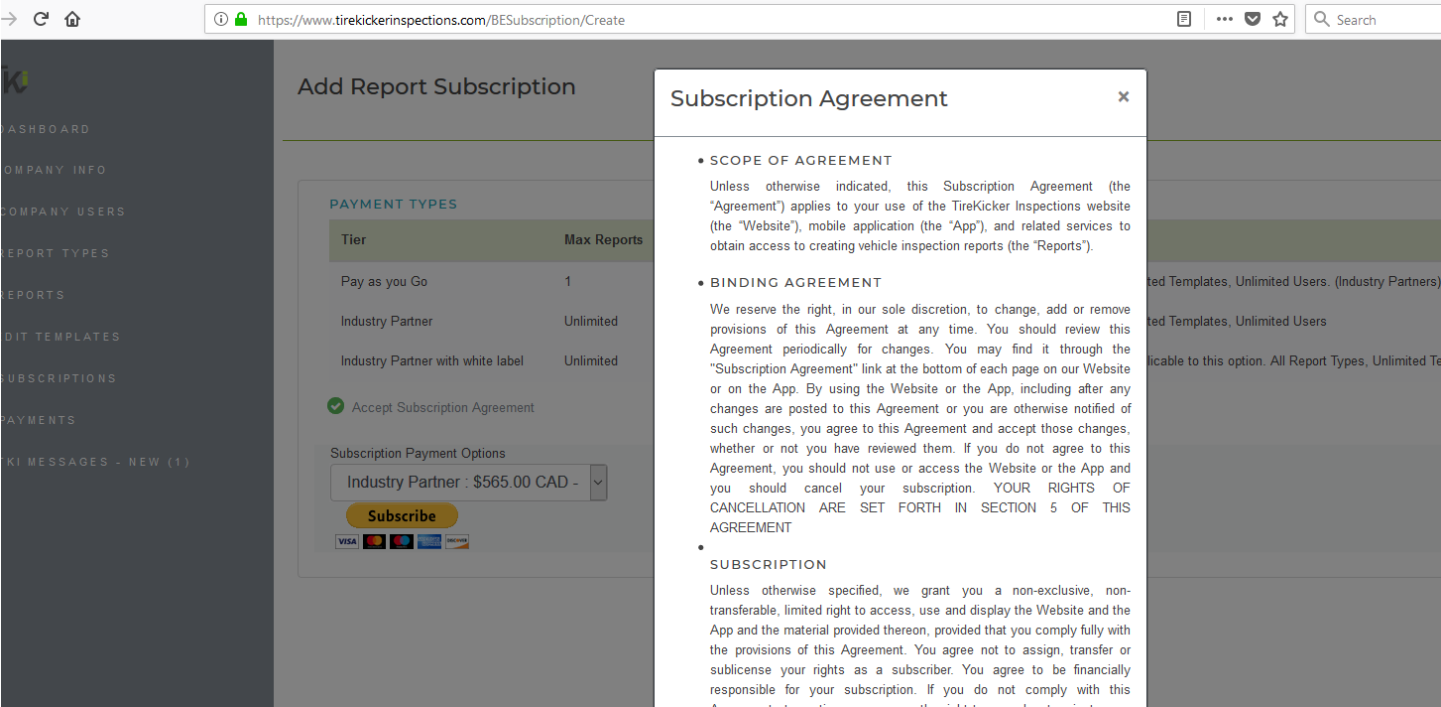 https://www.tirekickerinspections.com/BESubscription/Create
Search
DASHBOARD
COMPANY INFO
COMPANY USERS
REPORT TYPES
REPORTS
EDIT TEMPLATES
SUBSCRIPTIONS
PAYMENTS
TKI MESSAGES - NEW (1)
Add Report Subscription
PAYMENT TYPES
Tier Max Reports
Pay as you Go 1 ted Templates, Unlimited Users. (Industry Partners)
Industry Partner Unlimited ted Templates, Unlimited Users
Industry Partner with white label Unlimited licable to this option. All Report Types, Unlimited Te
Accept Subscription Agreement
Subscription Payment Options
Industry Partner : $565.00 CAD -
Subscribe
VISA
Subscription Agreement ×
• SCOPE OF AGREEMENT
Unless otherwise indicated, this Subscription Agreement (the
“Agreement”) applies to your use of the TireKicker Inspections website
(the “Website”), mobile application (the “App”), and related services to
obtain access to creating vehicle inspection reports (the “Reports”).
• BINDING AGREEMENT
We reserve the right, in our sole discretion, to change, add or remove
provisions of this Agreement at any time. You should review this
Agreement periodically for changes. You may find it through the
"Subscription Agreement" link at the bottom of each page on our Website
or on the App. By using the Website or the App, including after any
changes are posted to this Agreement or you are otherwise notified of
such changes, you agree to this Agreement and accept those changes,
whether or not you have reviewed them. If you do not agree to this
Agreement, you should not use or access the Website or the App and
you should cancel your subscription. YOUR RIGHTS OF
CANCELLATION ARE SET FORTH IN SECTION 5 OF THIS
AGREEMENT
•
SUBSCRIPTION
Unless otherwise specified, we grant you a non-exclusive, non-
transferable, limited right to access, use and display the Website and the
App and the material provided thereon, provided that you comply fully with
the provisions of this Agreement. You agree not to assign, transfer or
sublicense your rights as a subscriber. You agree to be financially
responsible for your subscription. If you do not comply with this